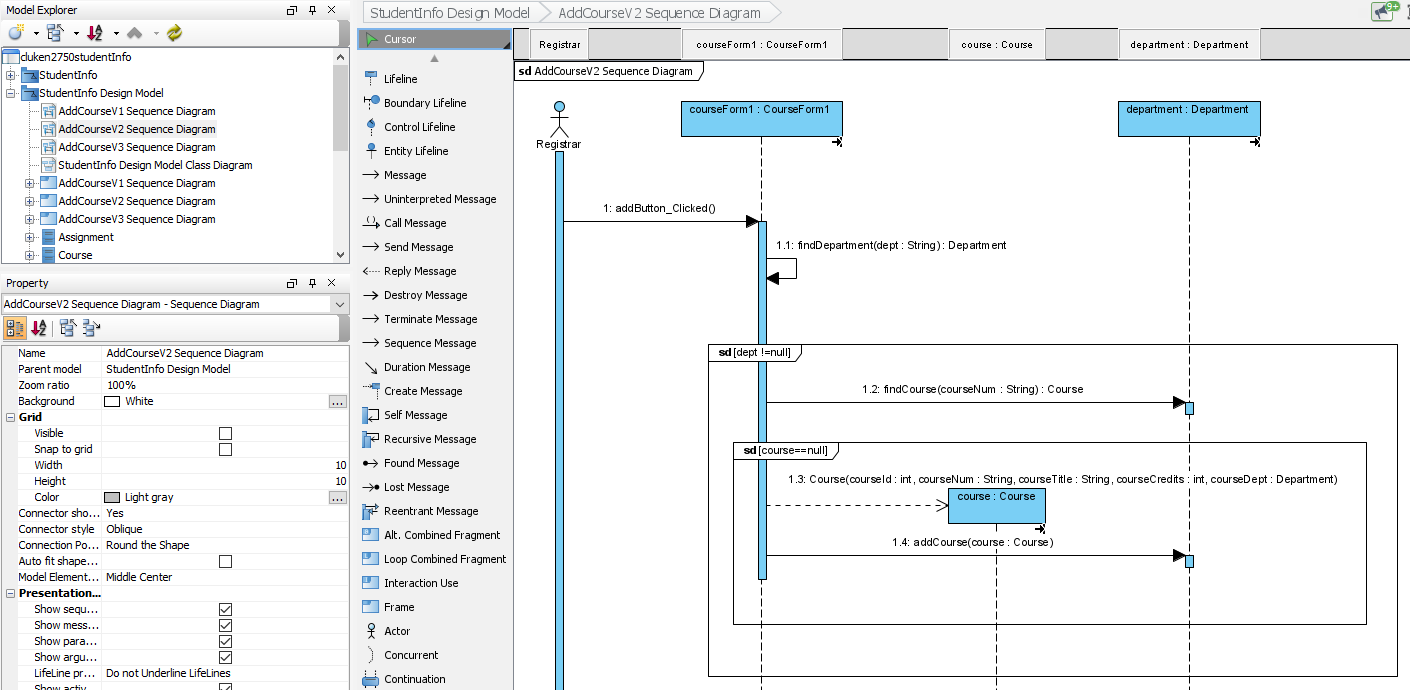 Model Explorer
cluken2750studentInfo
StudentInfo
StudentInfo Design Model
AddCourseV1 Sequence Diagram
AddCourseV2 Sequence Diagram
AddCourseV3 Sequence Diagram
StudentInfo Design Model Class Diagram
AddCourseV1 Sequence Diagram
AddCourseV2 Sequence Diagram
AddCourseV3 Sequence Diagram
Assignment
Course
Property
AddCourseV2 Sequence Diagram - Sequence Diagram
Name AddCourseV2 Sequence Diagram
Parent model StudentInfo Design Model
Zoom ratio 100%
Background White ...
Grid
Visible
Snap to grid
Width 10
Height 10
Color Light gray ...
Connector sho... Yes
Connector style Oblique
Connection Po... Round the Shape
Auto fit shape...
Model Element... Middle Center
Presentation...
Show sequ...
Show mess...
Show para...
Show argu...
LifeLine pr... Do not Underline LifeLines
Show activ...
Cursor
Lifeline
Boundary Lifeline
Control Lifeline
Entity Lifeline
Message
Uninterpreted Message
Call Message
Send Message
Reply Message
Destroy Message
Terminate Message
Sequence Message
Duration Message
Create Message
Self Message
Recursive Message
Found Message
Lost Message
Reentrant Message
Alt. Combined Fragment
Loop Combined Fragment
Interaction Use
Frame
Actor
Concurrent
Continuation
StudentInfo Design Model AddCourseV2 Sequence Diagram
9+
Registrar courseForm1 : CourseForm1 course : Course department : Department
sd AddCourseV2 Sequence Diagram
courseForm1 : CourseForm1 department : Department
Registrar
1: addButton_Clicked()
1.1: findDepartment(dept : String) : Department
sd [dept !=null]
1.2: findCourse(courseNum : String) : Course
sd [course==null]
1.3: Course(courseId : int, courseNum : String, courseTitle : String, courseCredits : int, courseDept : Department)
course : Course
1.4: addCourse(course : Course)